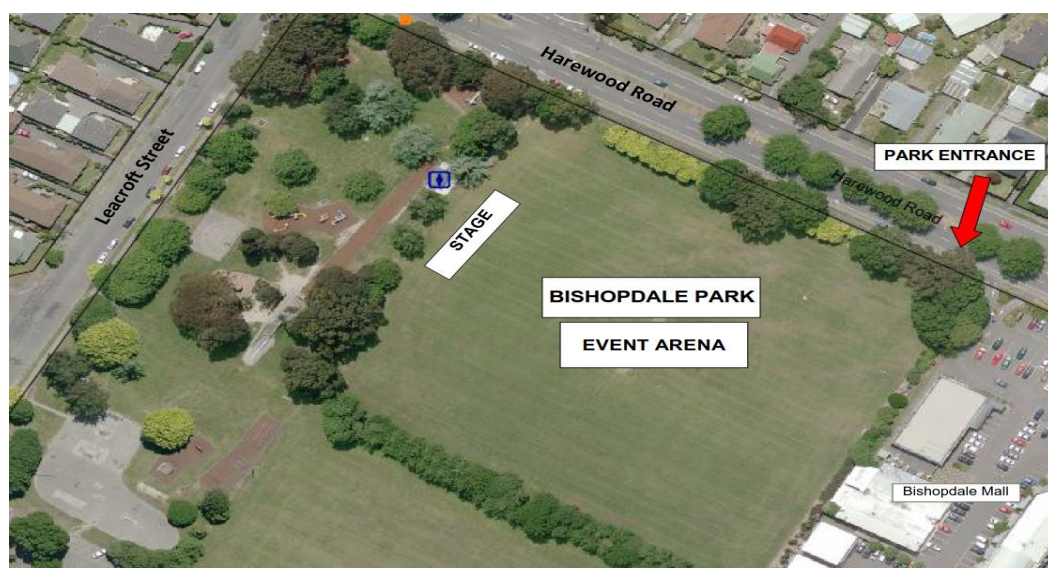 Harewood Road
PARK ENTRANCE
Leacroft Street
Harewood Road
STAGE
BISHOPDALE PARK
EVENT ARENA
Bishopdale Mall